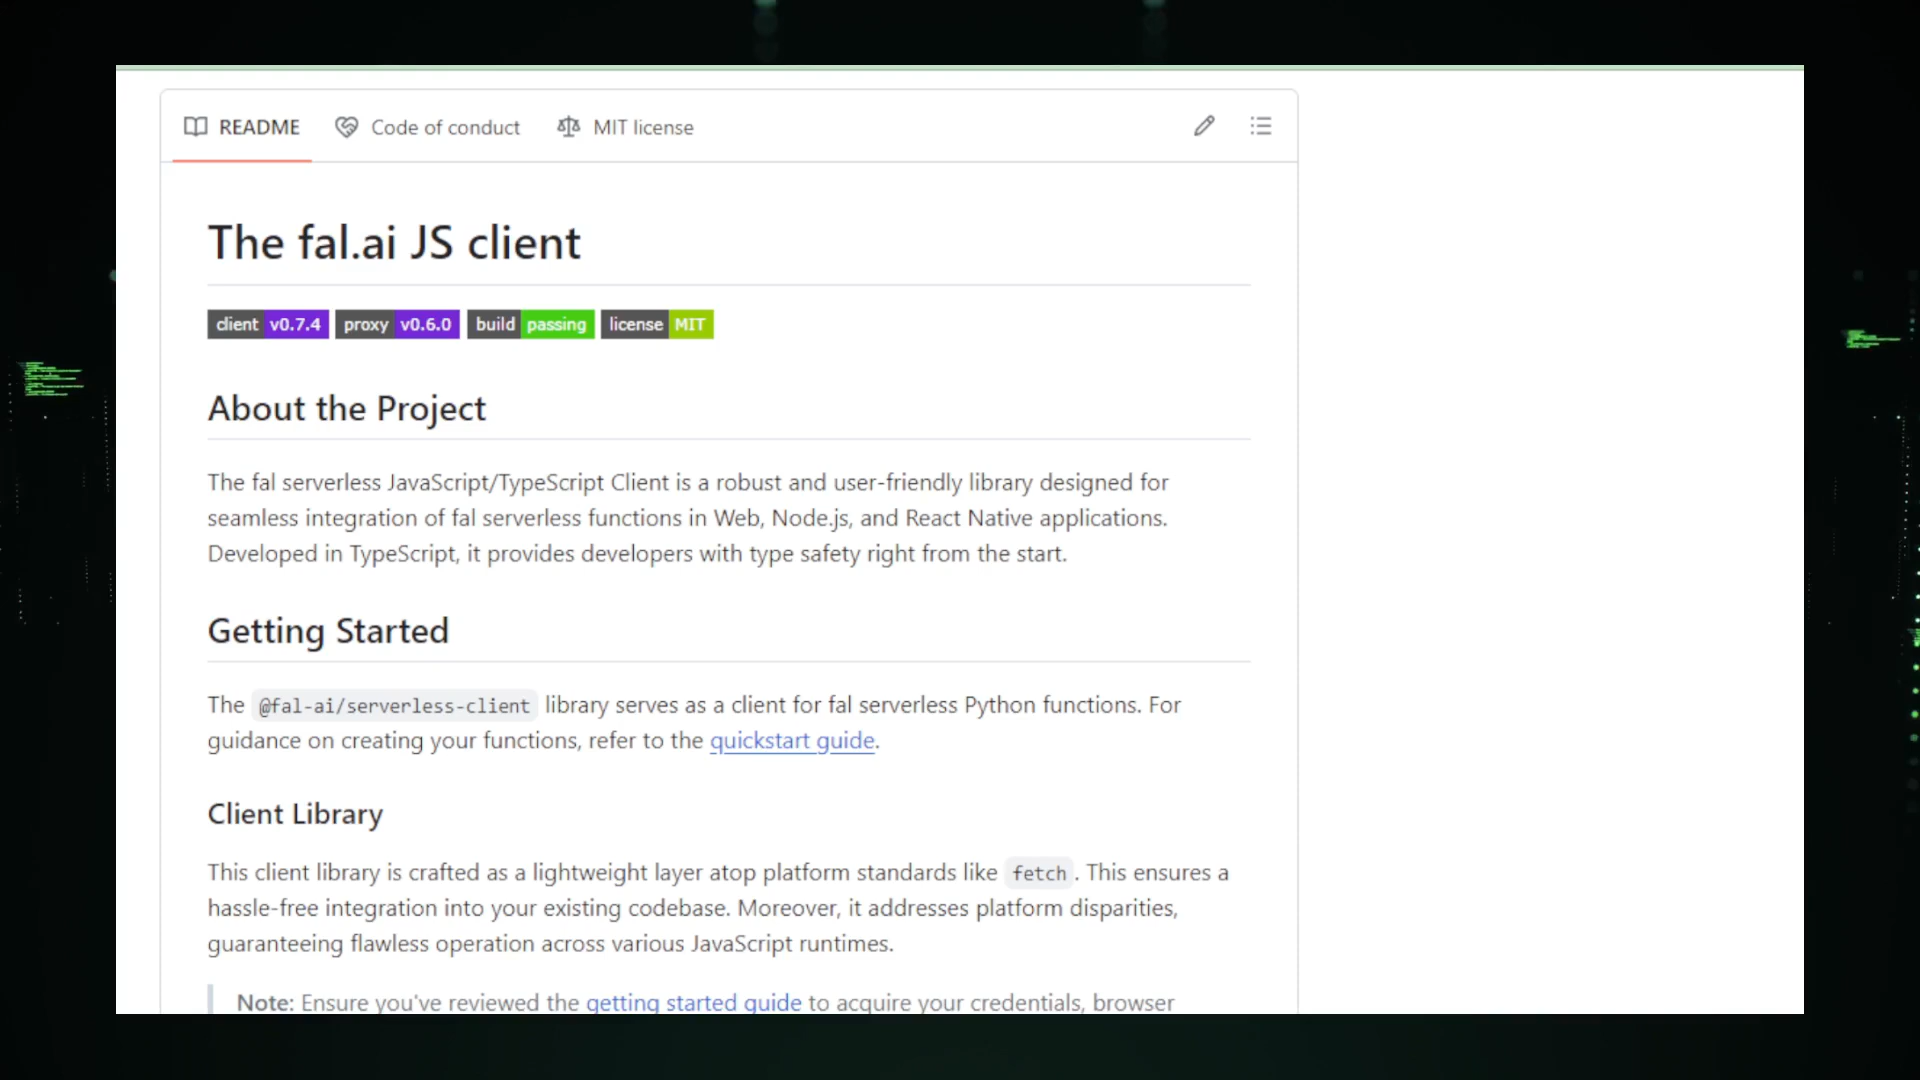 README Code of conduct MIT license
The fal.ai JS client
client v0.7.4 proxy v0.6.0 build passing license MIT
About the Project
The fal serverless JavaScript/TypeScript Client is a robust and user-friendly library designed for
seamless integration of fal serverless functions in Web, Node.js, and React Native applications.
Developed in TypeScript, it provides developers with type safety right from the start.
Getting Started
The @fal-ai/serverless-client library serves as a client for fal serverless Python functions. For
guidance on creating your functions, refer to the quickstart guide.
Client Library
This client library is crafted as a lightweight layer atop platform standards like fetch. This ensures a
hassle-free integration into your existing codebase. Moreover, it addresses platform disparities,
guaranteeing flawless operation across various JavaScript runtimes.
Note: Ensure you've reviewed the getting started guide to acquire your credentials, browser